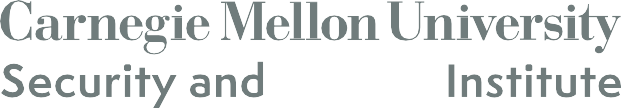 Carnegie Mellon University
Security and Institute